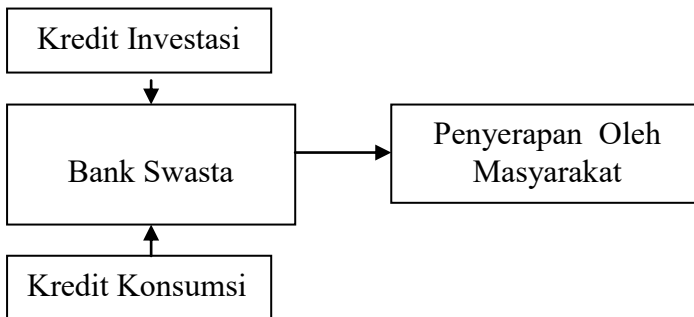 Kredit Investasi
Bank Swasta
Penyerapan Oleh
Masyarakat
Kredit Konsumsi